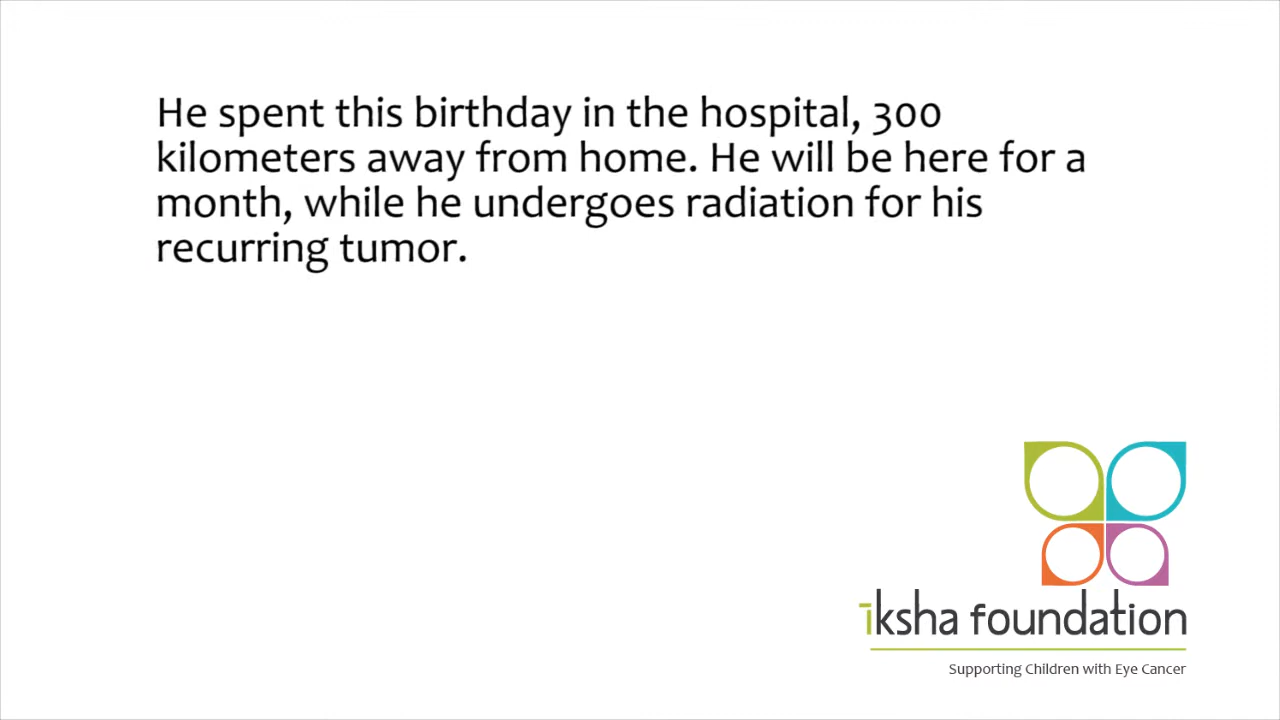 He spent this birthday in the hospital, 300
kilometers away from home. He will be here for a
month, while he undergoes radiation for his
recurring tumor.
īksha foundation
Supporting Children with Eye Cancer